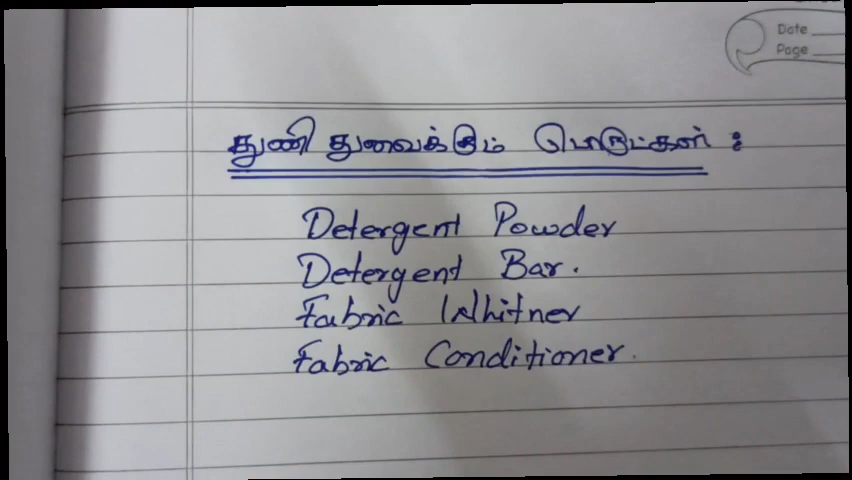 Date
Page
துணி துவைக்கும் பொருட்கள் :
Detergent Powder
Detergent Bar.
Fabric Whitner
Fabric Conditioner.